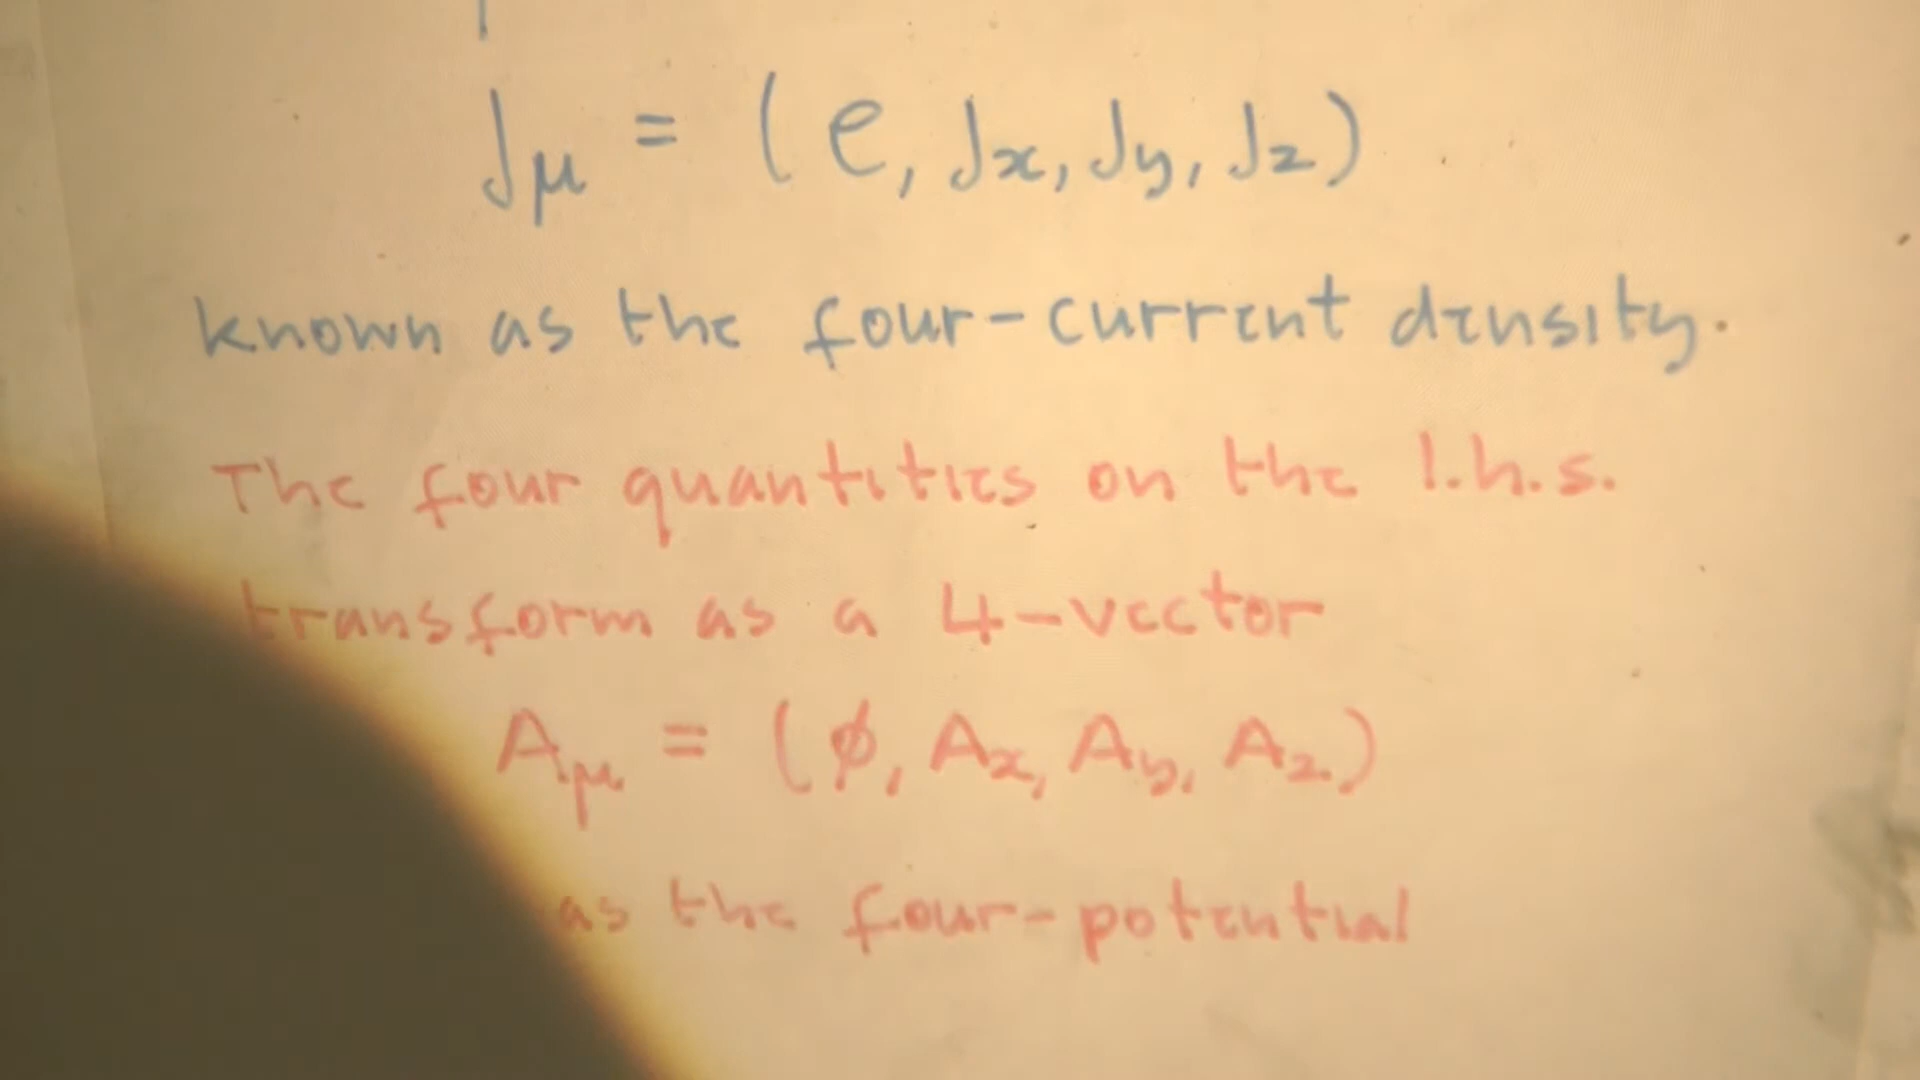 Jμ = (ρ, Jx, Jy, Jz)
known as the four-current density.
The four quantities on the l.h.s.
transform as a 4-vector
Aμ = (ϕ, Ax, Ay, Az.)
as the four-potential